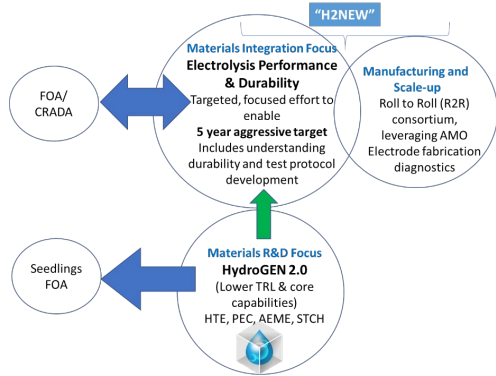 “H2NEW”
Materials Integration Focus
Electrolysis Performance
& Durability
Targeted, focused effort to
enable
5 year aggressive target
Includes understanding
durability and test protocol
development
Manufacturing and
Scale-up
Roll to Roll (R2R)
consortium,
leveraging AMO
Electrode fabrication
diagnostics
FOA/
CRADA
Materials R&D Focus
HydroGEN 2.0
(Lower TRL & core
capabilities)
HTE, PEC, AEME, STCH
Seedlings
FOA